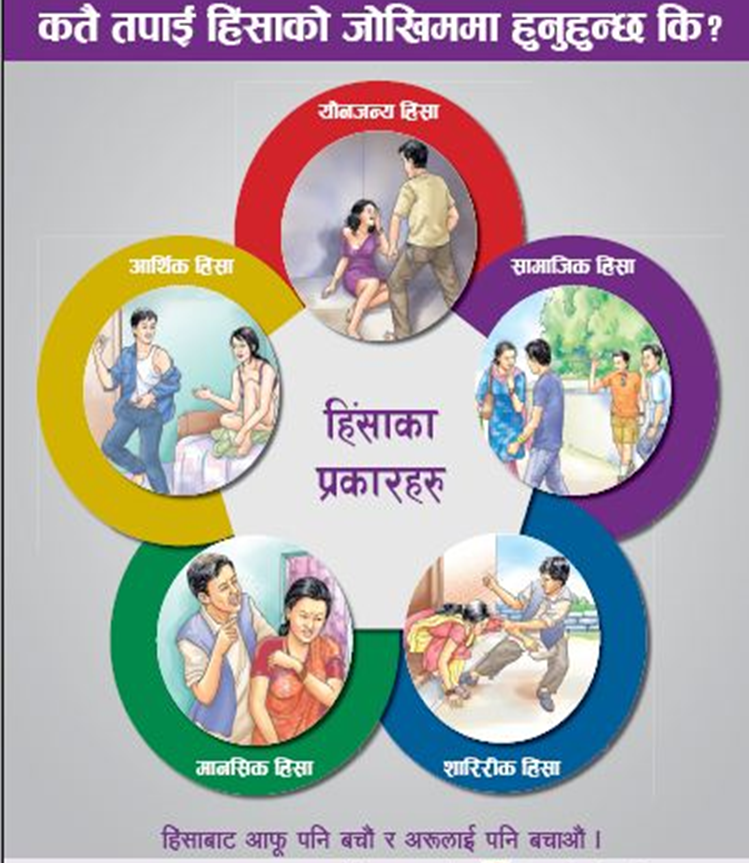 कतै तपाईं हिंसाको जोखिममा हुनुहुन्छ कि?
यौनजन्य हिंसा
आर्थिक हिंसा
सामाजिक हिंसा
हिंसाका
प्रकारहरु
मानसिक हिंसा
शारिरीक हिंसा
हिंसाबाट आफू पनि बचौं र अरूलाई पनि बचाऔं ।